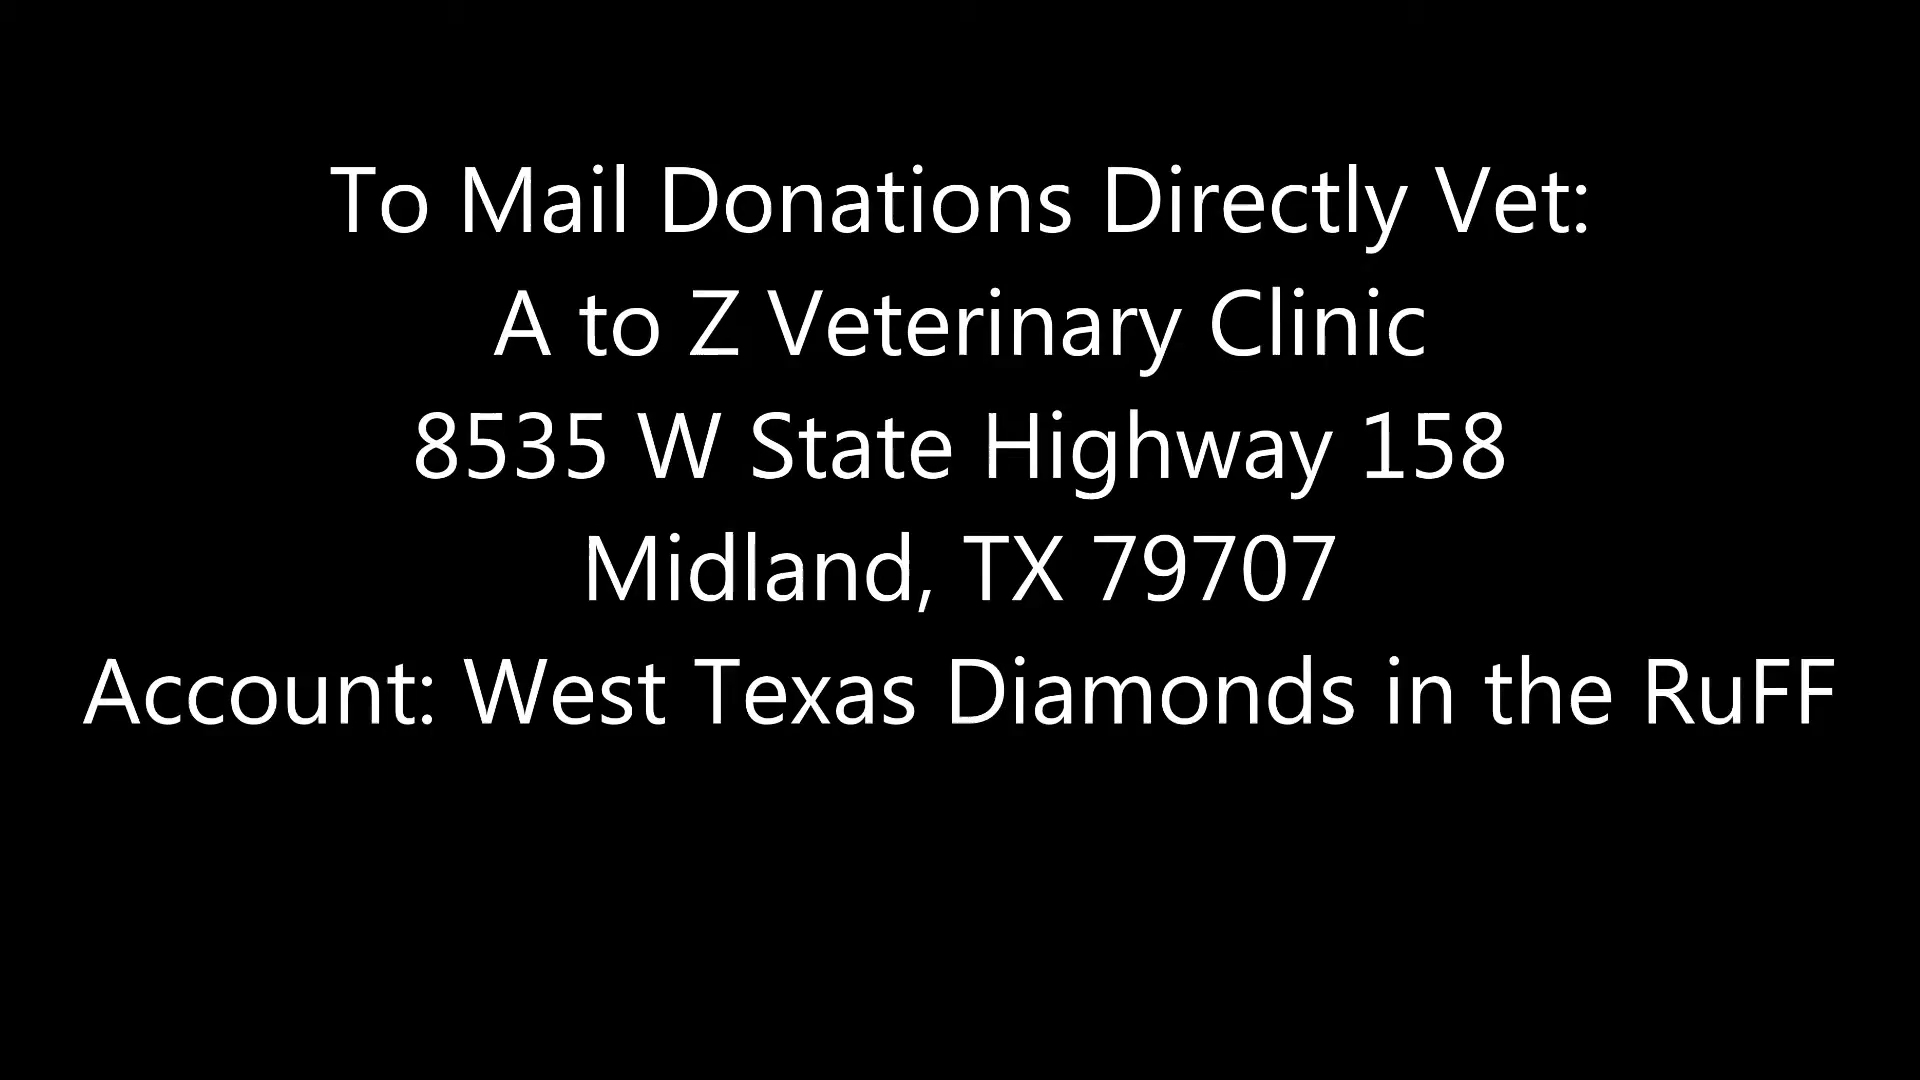 To Mail Donations Directly Vet:
A to Z Veterinary Clinic
8535 W State Highway 158
Midland, TX 79707
Account: West Texas Diamonds in the RuFF